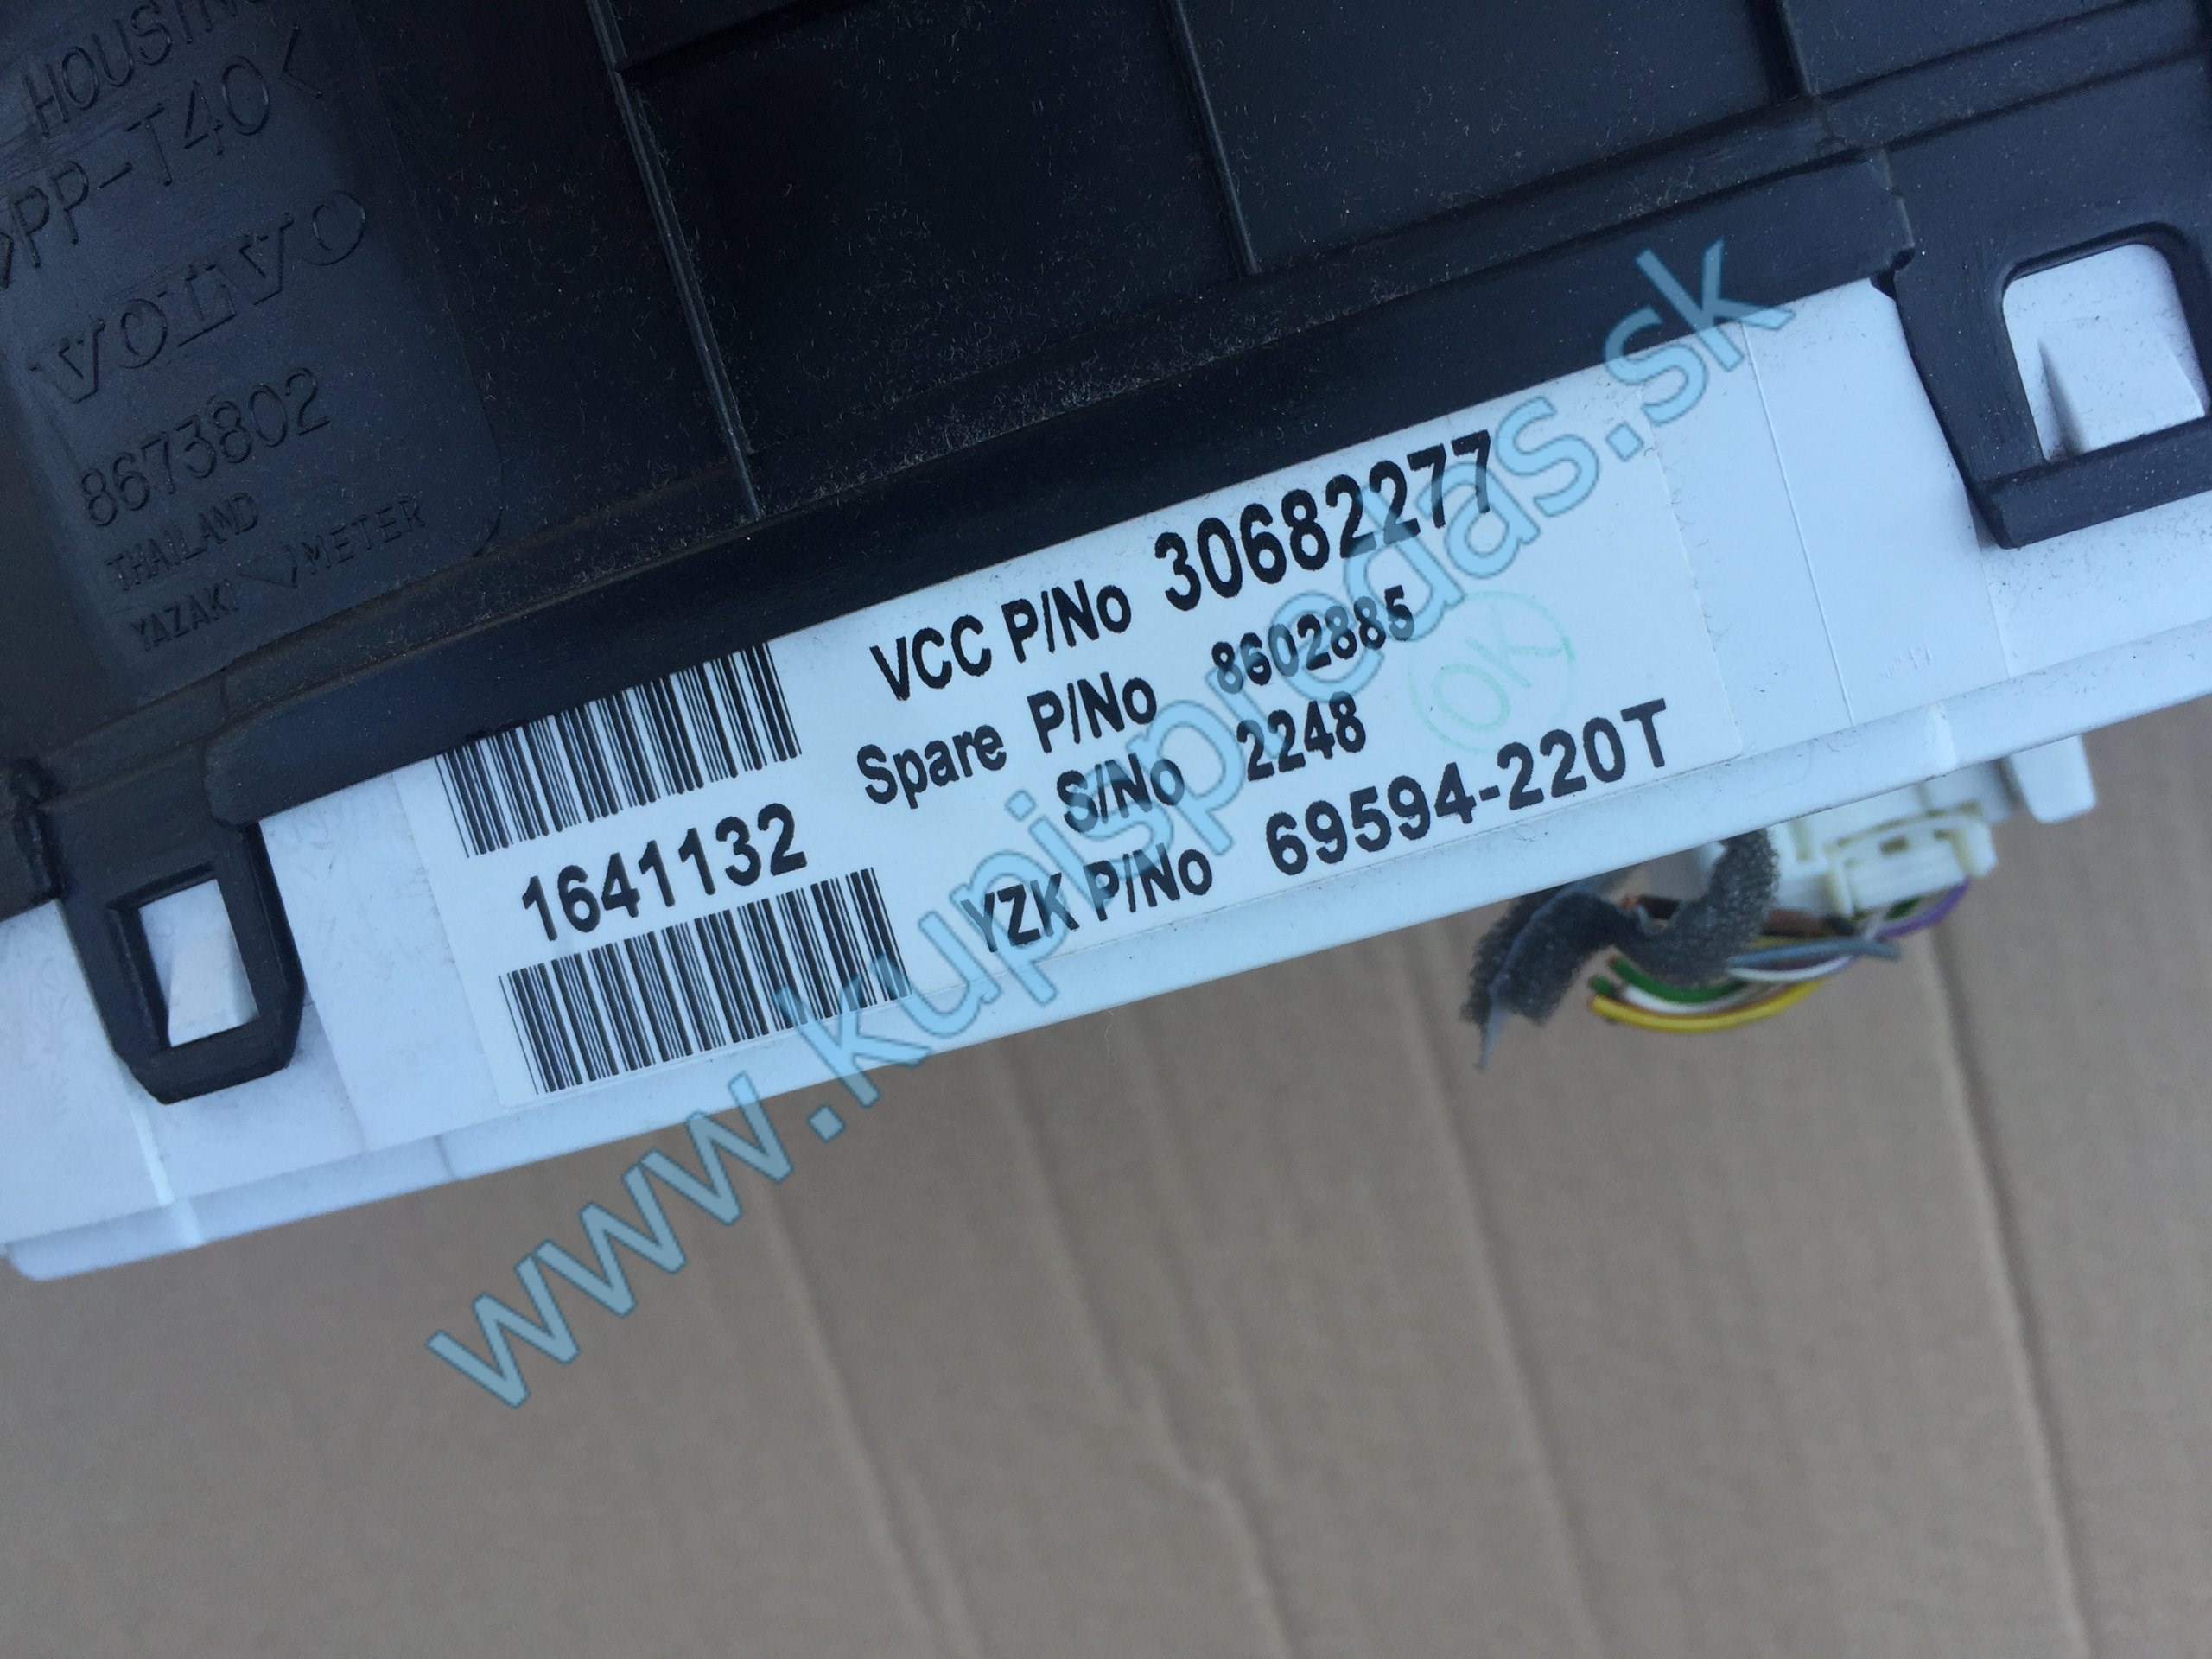 HOUSING
>PP-T40<
VOLVO
8673802
THAILAND
YAZAKI METER
1641132
VCC P/No 30682277
Spare P/No 8602885
S/No 2248
YZK P/No 69594-220T
OK
www.kupispredas.sk